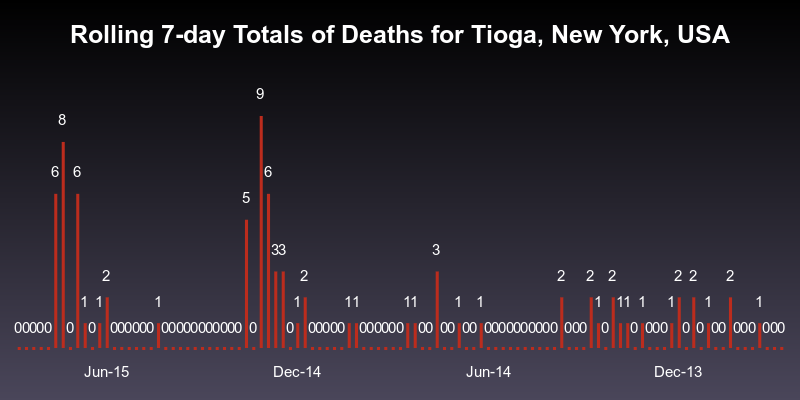 Rolling 7-day Totals of Deaths for Tioga, New York, USA
9
8
6 6 6
5
33 3
2 2 2 2 2 2 2 2
1 1 1 1 11 11 1 1 1 11 1 1 1 1
00000 0 0 000000 00000000000 0 0 00000 000000 00 00 00 0000000000 000 0 0 000 0 0 00 000 000
Jun-15 Dec-14 Jun-14 Dec-13